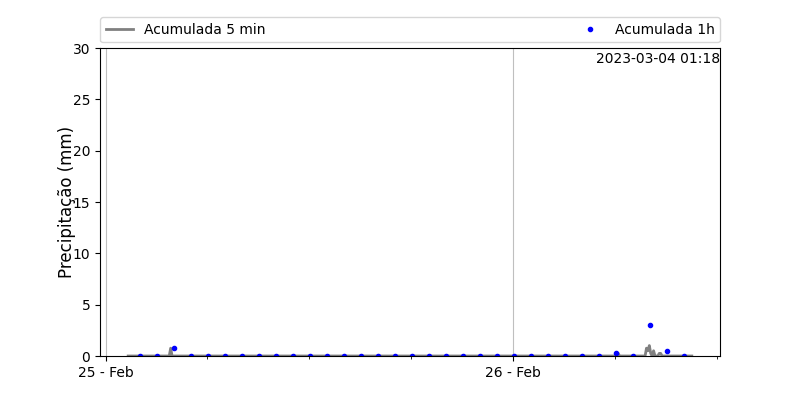 Acumulada 5 min
Acumulada 1h
2023-03-04 01:18
Precipitação (mm)
30
25
20
15
10
5
0
25 - Feb
26 - Feb